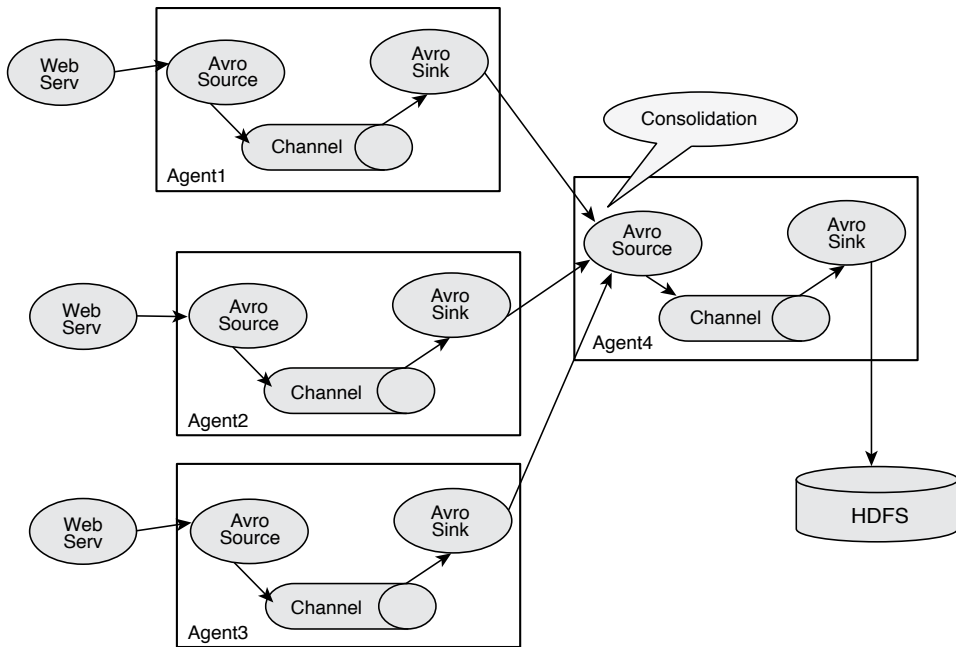 Web
Serv
Avro
Source
Avro
Sink
Channel
Agent1
Consolidation
Web
Serv
Avro
Source
Avro
Sink
Channel
Agent2
Avro
Source
Avro
Sink
Channel
Agent4
Web
Serv
Avro
Source
Avro
Sink
Channel
Agent3
HDFS